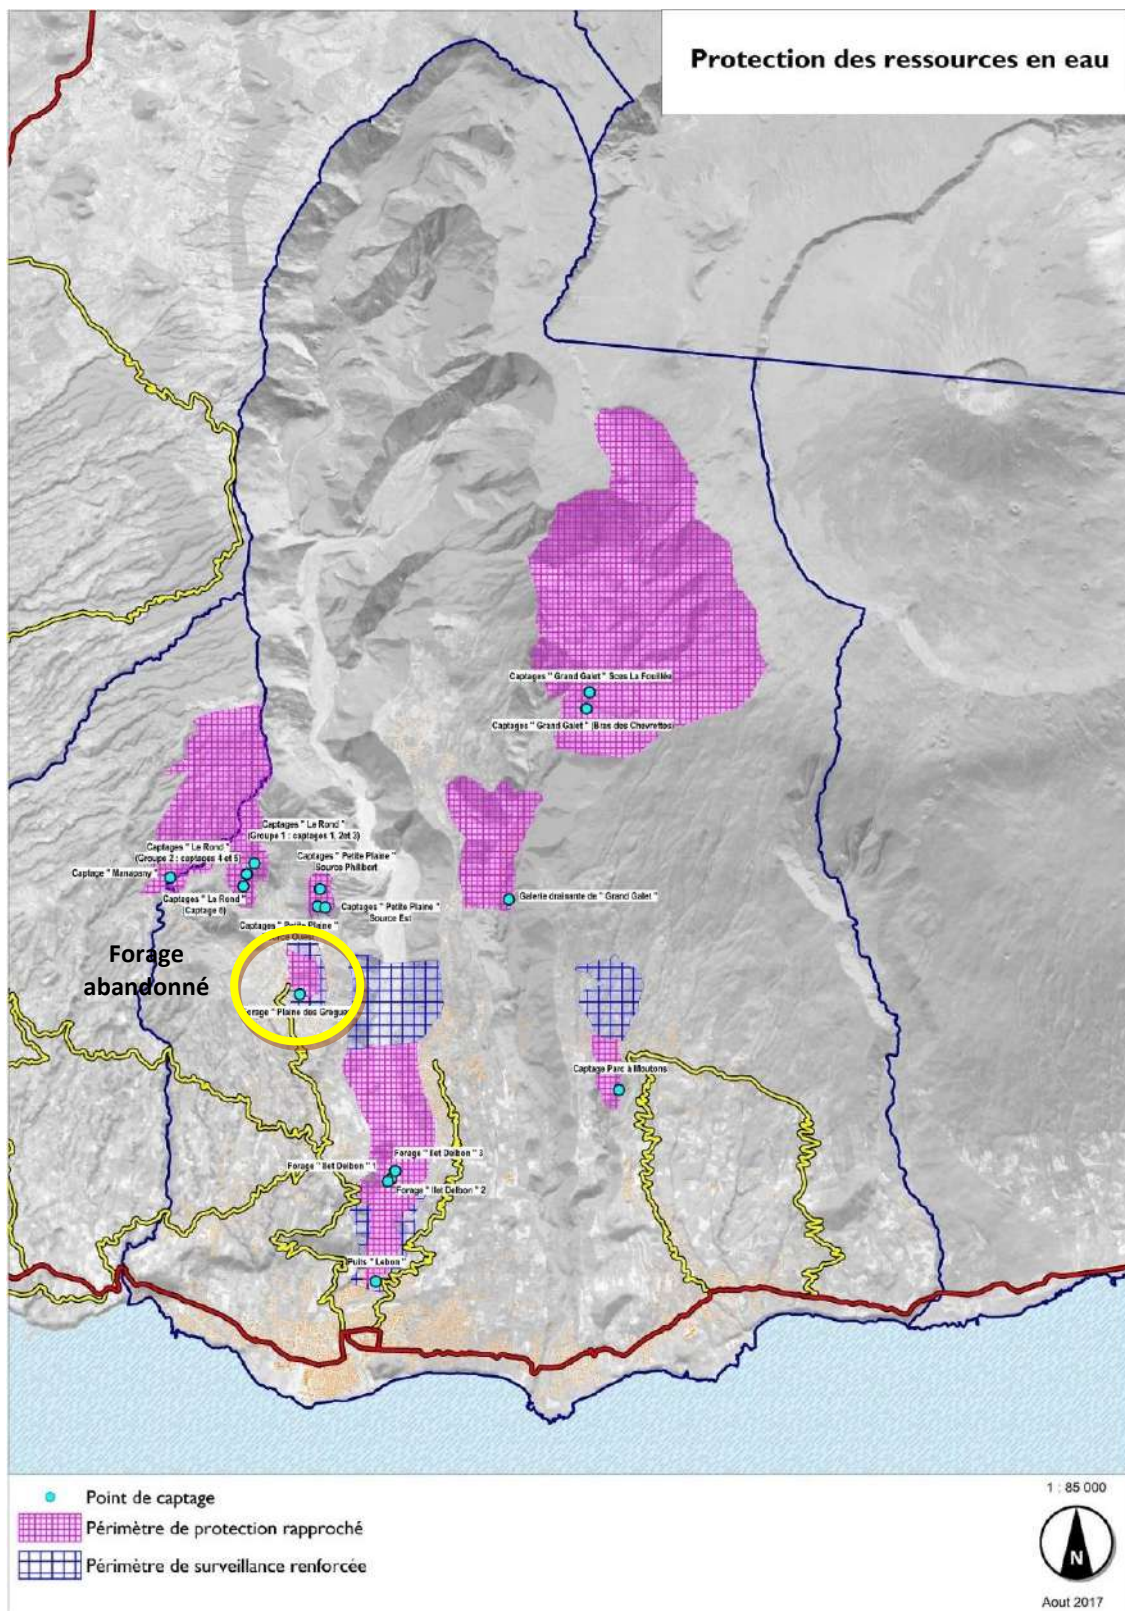 Protection des ressources en eau
Captages " Grand Galet " Sces La Fouillée
Captages " Grand Galet " (Bras des Chevrettes)
Captages " Le Rond "
(Groupe 1 : captages 1, 2et 3)
Captages " Le Rond "
(Groupe 2 : captages 4 et 5)
Captage " Manapany "
Captages " Le Rond "
(Captage 6)
Captages " Petite Plaine "
Source Philibert
Captages " Petite Plaine "
Source Est
Captages " Petite Plaine "
Galerie drainante de " Grand Galet "
Forage
abandonné
Forage " Plaine des Gregues
Captage Parc à Moutons
Forage " Ilet Delbon " 3
Forage " Ilet Delbon " 1
Forage " Ilet Delbon " 2
Puits " Lebon "
Point de captage
Périmètre de protection rapproché
Périmètre de surveillance renforcée
1 : 85 000
N
Aout 2017